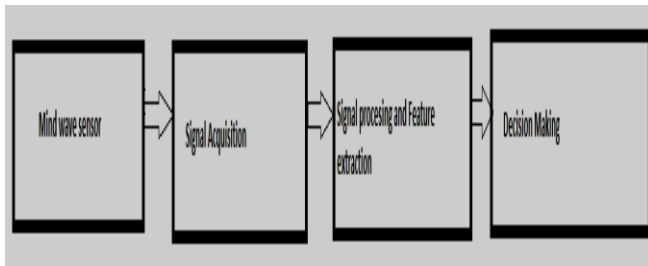 Mind wave sensor
Signal Acquisition
Signal procesing and Feature
extraction
Decision Making